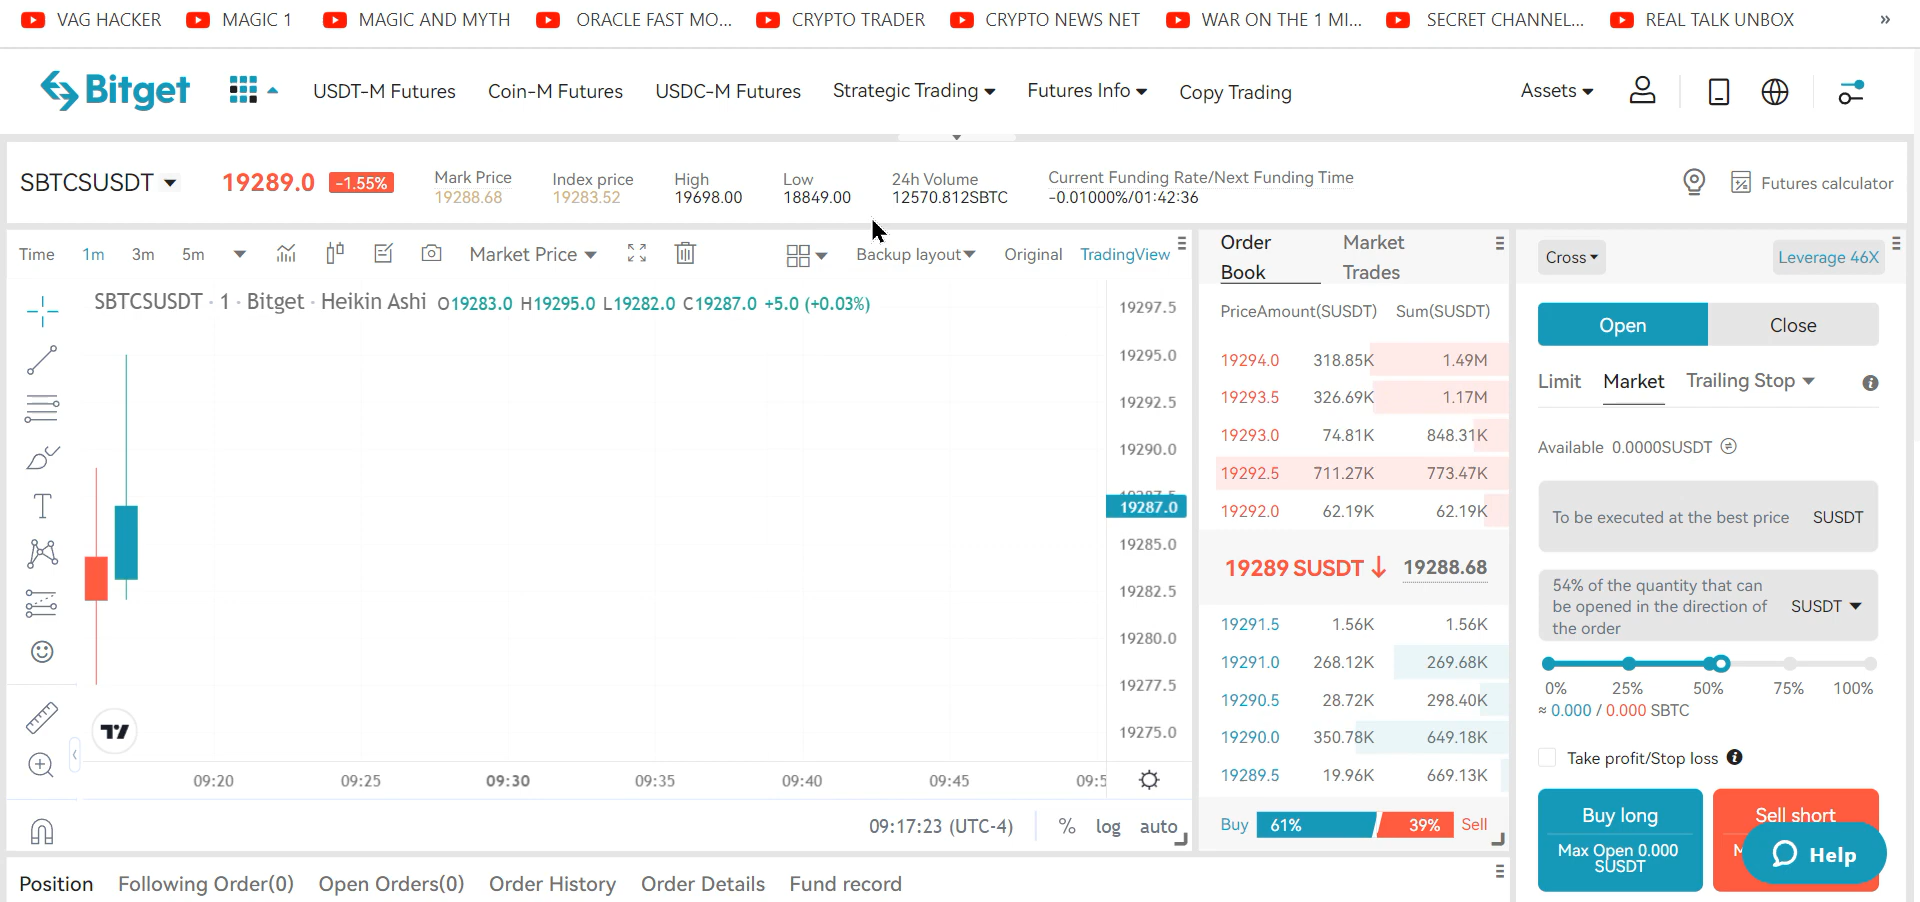 VAG HACKER MAGIC 1 MAGIC AND MYTH ORACLE FAST MO... CRYPTO TRADER CRYPTO NEWS NET WAR ON THE 1 MI... SECRET CHANNEL... REAL TALK UNBOX »
Bitget USDT-M Futures Coin-M Futures USDC-M Futures Strategic Trading Futures Info Copy Trading Assets
SBTCSUSDT 19289.0 -1.55%
Mark Price
19288.68
Index price
19283.52
High
19698.00
Low
18849.00
24h Volume
12570.812SBTC
Current Funding Rate/Next Funding Time
-0.01000%/01:42:36
Futures calculator
Time 1m 3m 5m Market Price Backup layout Original TradingView
SBTCSUSDT · 1 · Bitget · Heikin Ashi O19283.0 H19295.0 L19282.0 C19287.0 +5.0 (+0.03%)
19297.5
19295.0
19292.5
19290.0
19287.5
19287.0
19285.0
19282.5
19280.0
19277.5
19275.0
09:20 09:25 09:30 09:35 09:40 09:45 09:5
09:17:23 (UTC-4) % log auto
Order
Book
Market
Trades
PriceAmount(SUSDT) Sum(SUSDT)
19294.0 318.85K 1.49M
19293.5 326.69K 1.17M
19293.0 74.81K 848.31K
19292.5 711.27K 773.47K
19292.0 62.19K 62.19K
19289 SUSDT ↓ 19288.68
19291.5 1.56K 1.56K
19291.0 268.12K 269.68K
19290.5 28.72K 298.40K
19290.0 350.78K 649.18K
19289.5 19.96K 669.13K
Buy 61% 39% Sell
Cross Leverage 46X
Open Close
Limit Market Trailing Stop
Available 0.0000SUSDT
To be executed at the best price SUSDT
54% of the quantity that can
be opened in the direction of
the order
SUSDT
0% 25% 50% 75% 100%
≈ 0.000 / 0.000 SBTC
Take profit/Stop loss
Buy long
Max Open 0.000
SUSDT
Sell short
M
Help
Position Following Order(0) Open Orders(0) Order History Order Details Fund record